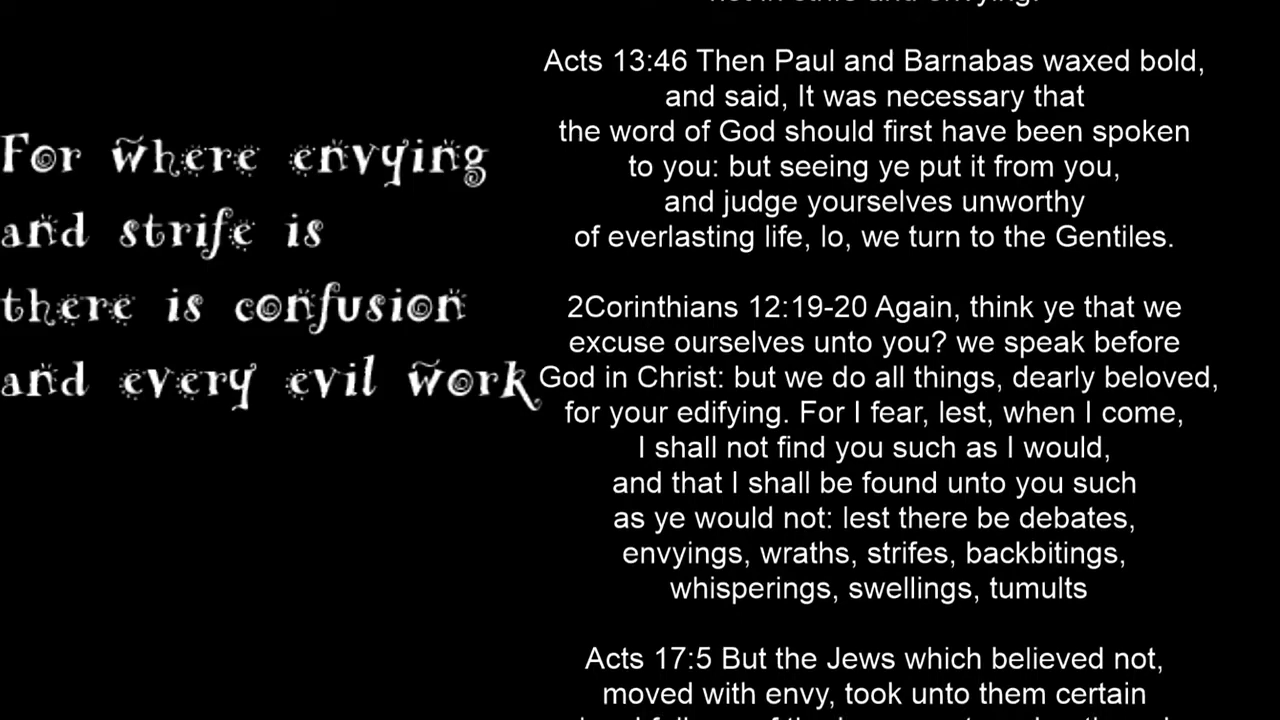 For where envying
and strife is
there is confusion
and every evil work
not in strife and envying.
Acts 13:46 Then Paul and Barnabas waxed bold,
and said, It was necessary that
the word of God should first have been spoken
to you: but seeing ye put it from you,
and judge yourselves unworthy
of everlasting life, lo, we turn to the Gentiles.
2Corinthians 12:19-20 Again, think ye that we
excuse ourselves unto you? we speak before
God in Christ: but we do all things, dearly beloved,
for your edifying. For I fear, lest, when I come,
I shall not find you such as I would,
and that I shall be found unto you such
as ye would not: lest there be debates,
envyings, wraths, strifes, backbitings,
whisperings, swellings, tumults
Acts 17:5 But the Jews which believed not,
moved with envy, took unto them certain